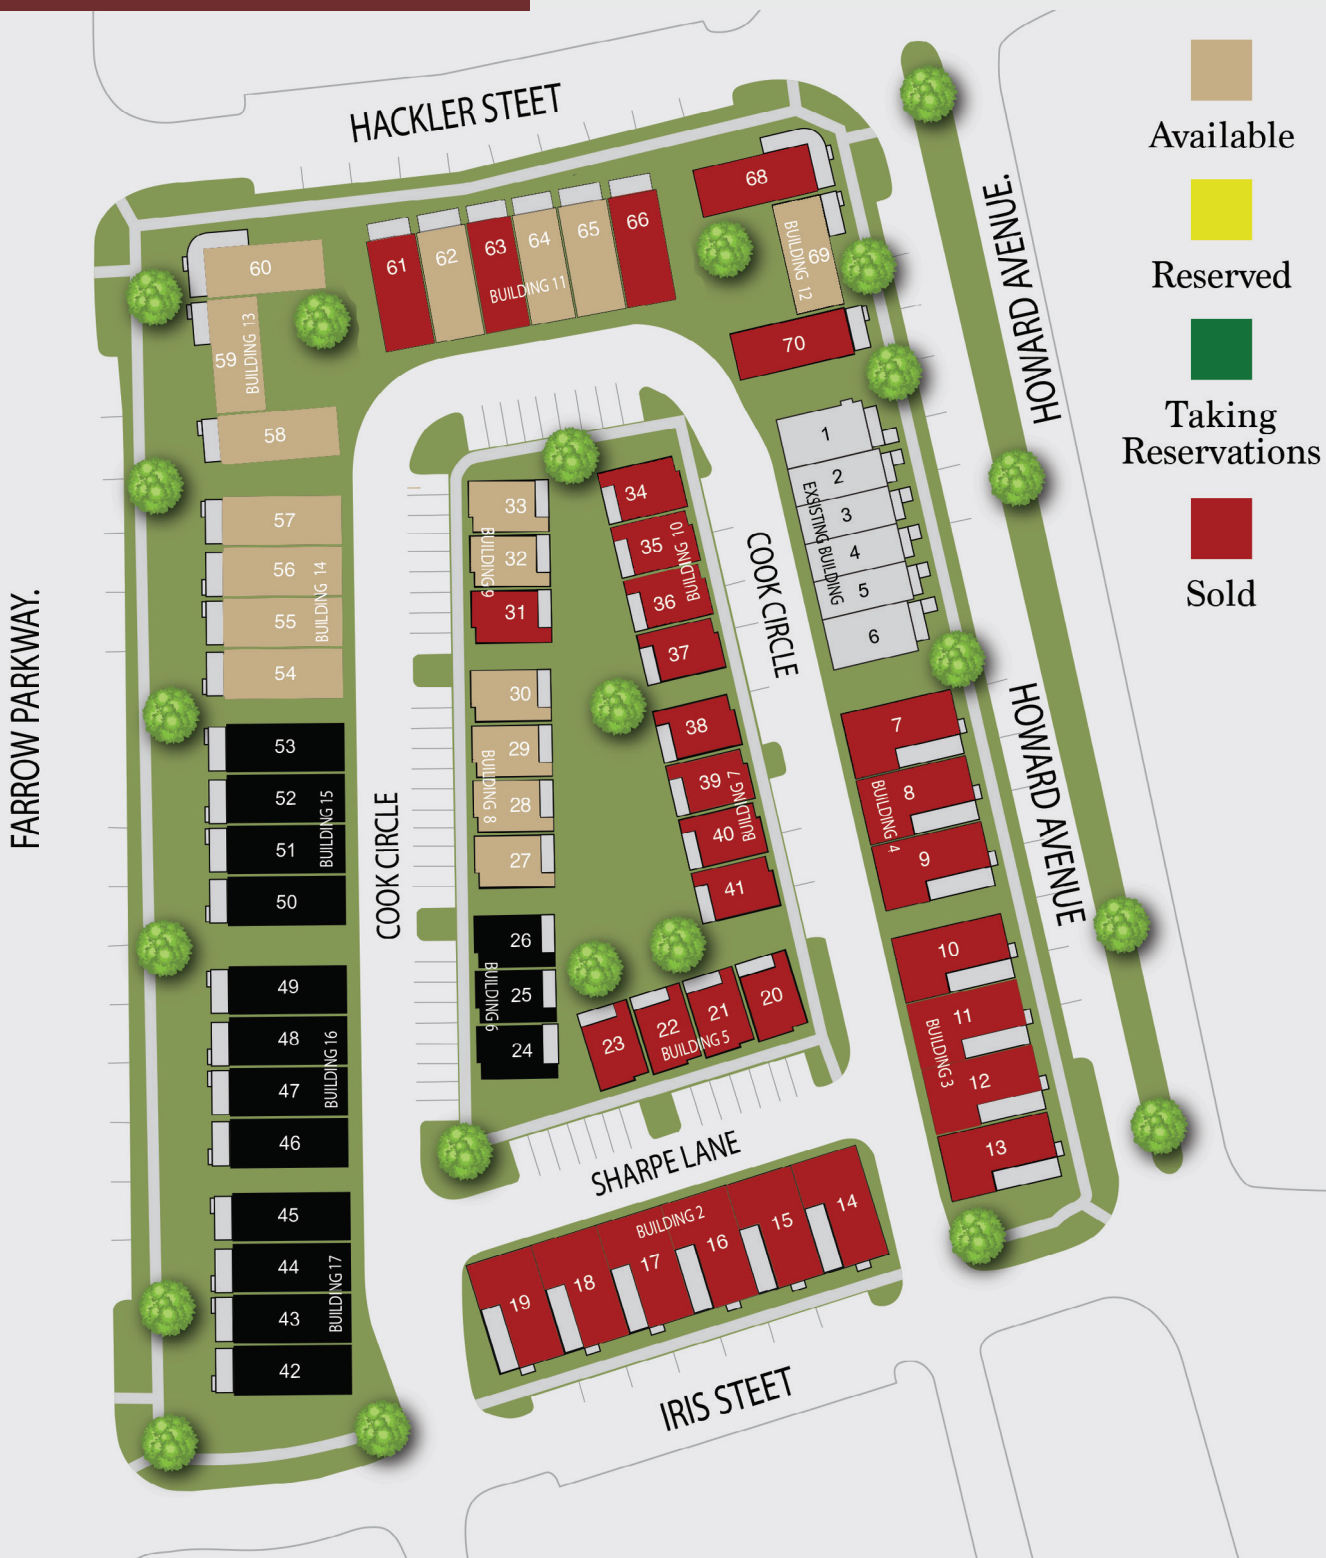 HACKLER STREET
Available
Reserved
Taking
Reservations
Sold
HOWARD AVENUE.
68
BUILDING 12
69
70
61
62
63
64
65
66
BUILDING 11
60
59
BUILDING 13
58
57
56
55
54
BUILDING 14
53
52
51
50
BUILDING 15
49
48
47
46
BUILDING 16
45
44
43
42
BUILDING 17
FARROW PARKWAY.
COOK CIRCLE
33
32
31
BUILDING 9
30
29
28
27
BUILDING 8
26
25
24
BUILDING 6
34
35
36
37
BUILDING 10
38
39
40
41
BUILDING 7
23
22
21
20
BUILDING 5
COOK CIRCLE
1
2
3
4
5
6
EXSISTING BUILDING
7
8
9
BUILDING 4
10
11
12
13
BUILDING 3
HOWARD AVENUE
SHARPE LANE
BUILDING 2
19
18
17
16
15
14
IRIS STEET